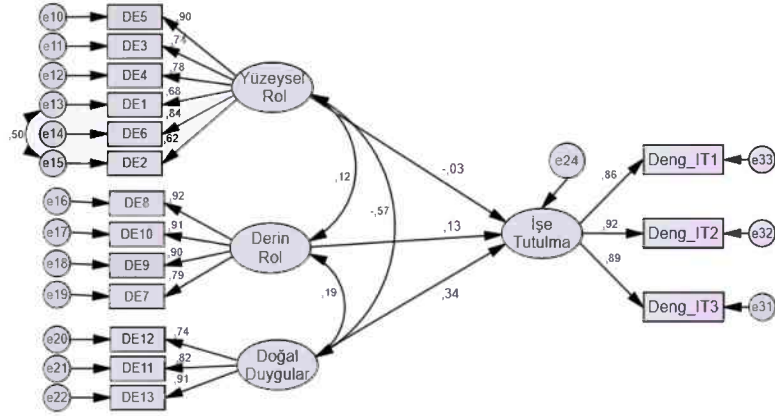 e10 DE5 ,90
e11 DE3 ,74
e12 DE4 ,78
e13 DE1 ,68
e14 DE6 ,84
,50
e15 DE2 ,62
Yüzeysel
Rol
e16 DE8 ,92
e17 DE10 ,91
e18 DE9 ,90
e19 DE7 ,79
Derin
Rol
e20 DE12 ,74
e21 DE11 ,82
e22 DE13 ,91
Doğal
Duygular
,12
-,57
,19
-,03
,13
,34
e24
İşe
Tutulma
,86 Deng_IT1 e33
,92 Deng_IT2 e32
,89 Deng_IT3 e31